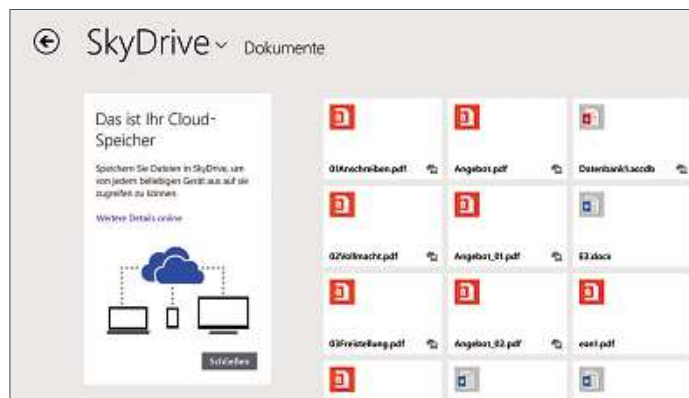 SkyDrive Dokumente
Das ist Ihr Cloud-
Speicher
Speichern Sie Dateien in SkyDrive, um
von jedem beliebigen Gerät aus auf sie
zugreifen zu können.
Weitere Details online
Schließen
01Anschreiben.pdf
Angebot.pdf
Datenbank1.accdb
02Vollmacht.pdf
Angebot_01.pdf
E3.docx
03Freistellung.pdf
Angebot_02.pdf
ean1.pdf